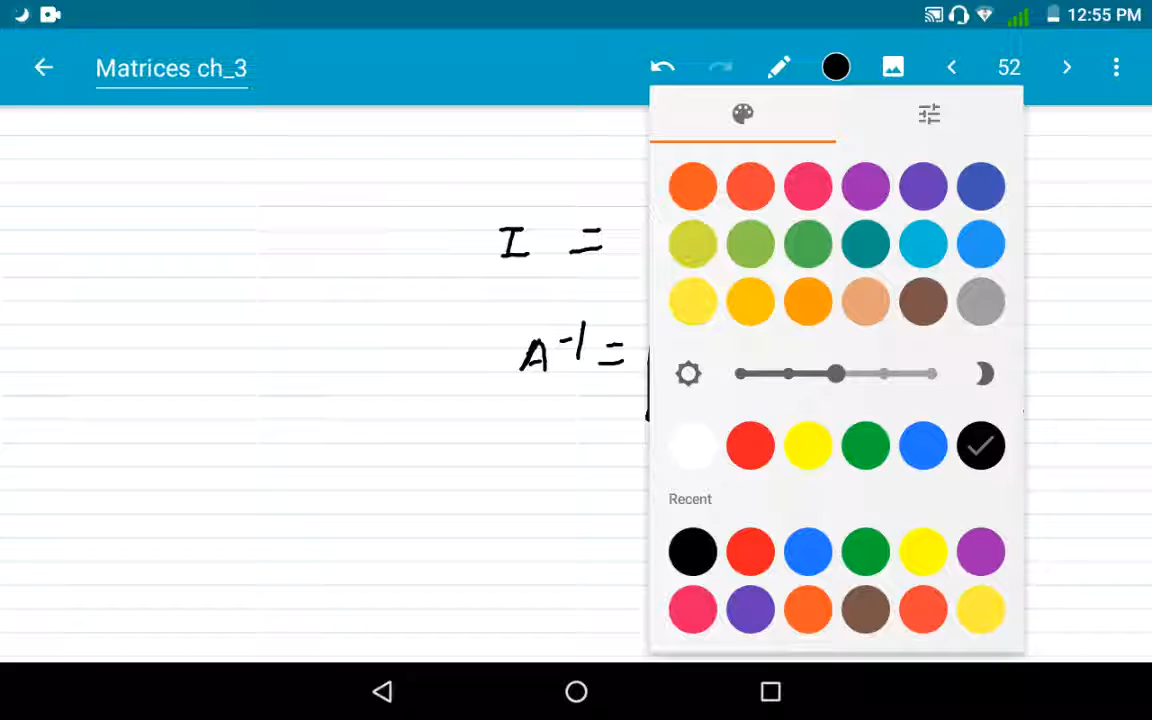 12:55 PM
Matrices ch_3
52
I =
A⁻¹ =
Recent